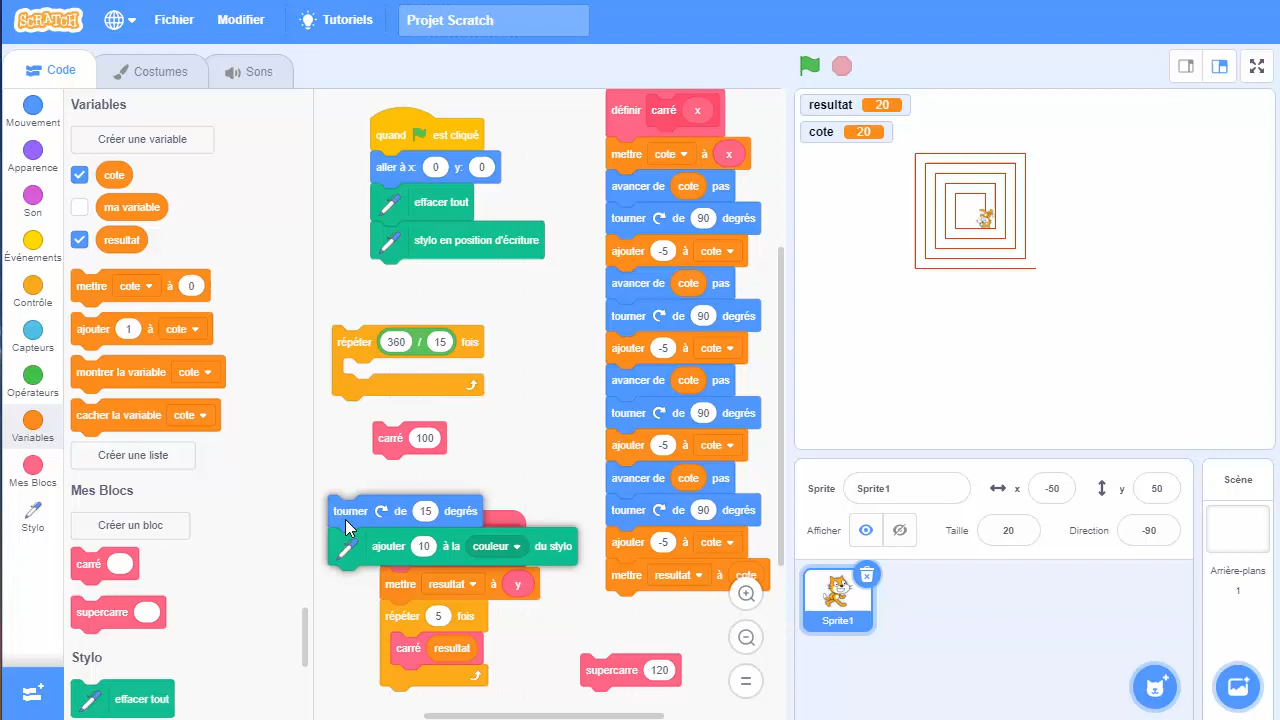 SCRATCH Fichier Modifier Tutoriels Projet Scratch
Code Costumes Sons
Mouvement
Apparence
Son
Événements
Contrôle
Capteurs
Opérateurs
Variables
Mes Blocs
Stylo
Variables
Créer une variable
cote
ma variable
resultat
mettre cote à 0
ajouter 1 à cote
montrer la variable cote
cacher la variable cote
Créer une liste
Mes Blocs
Créer un bloc
carré
supercarre
Stylo
effacer tout
quand est cliqué
aller à x: 0 y: 0
effacer tout
stylo en position d'écriture
répéter 360 / 15 fois
carré 100
tourner de 15 degrés
ajouter 10 à la couleur du stylo
mettre resultat à y
répéter 5 fois
carré resultat
définir carré x
mettre cote à x
avancer de cote pas
tourner de 90 degrés
ajouter -5 à cote
avancer de cote pas
tourner de 90 degrés
ajouter -5 à cote
avancer de cote pas
tourner de 90 degrés
ajouter -5 à cote
avancer de cote pas
tourner de 90 degrés
ajouter -5 à cote
mettre resultat à cote
supercarre 120
resultat 20
cote 20
Sprite Sprite1 x -50 y 50
Afficher Taille 20 Direction -90
Sprite1
Scène
Arrière-plans
1